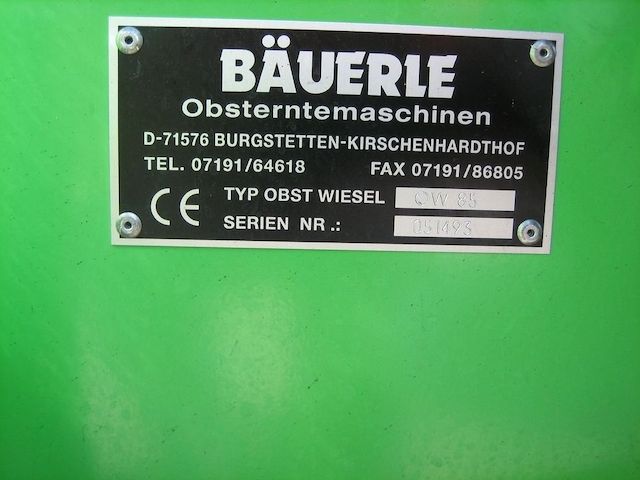 BÄUERLE
Obsterntemaschinen
D-71576 BURGSTETTEN-KIRSCHENHARDTHOF
TEL. 07191/64618 FAX 07191/86805
CE TYP OBST WIESEL OW 85
SERIEN NR .: 051493